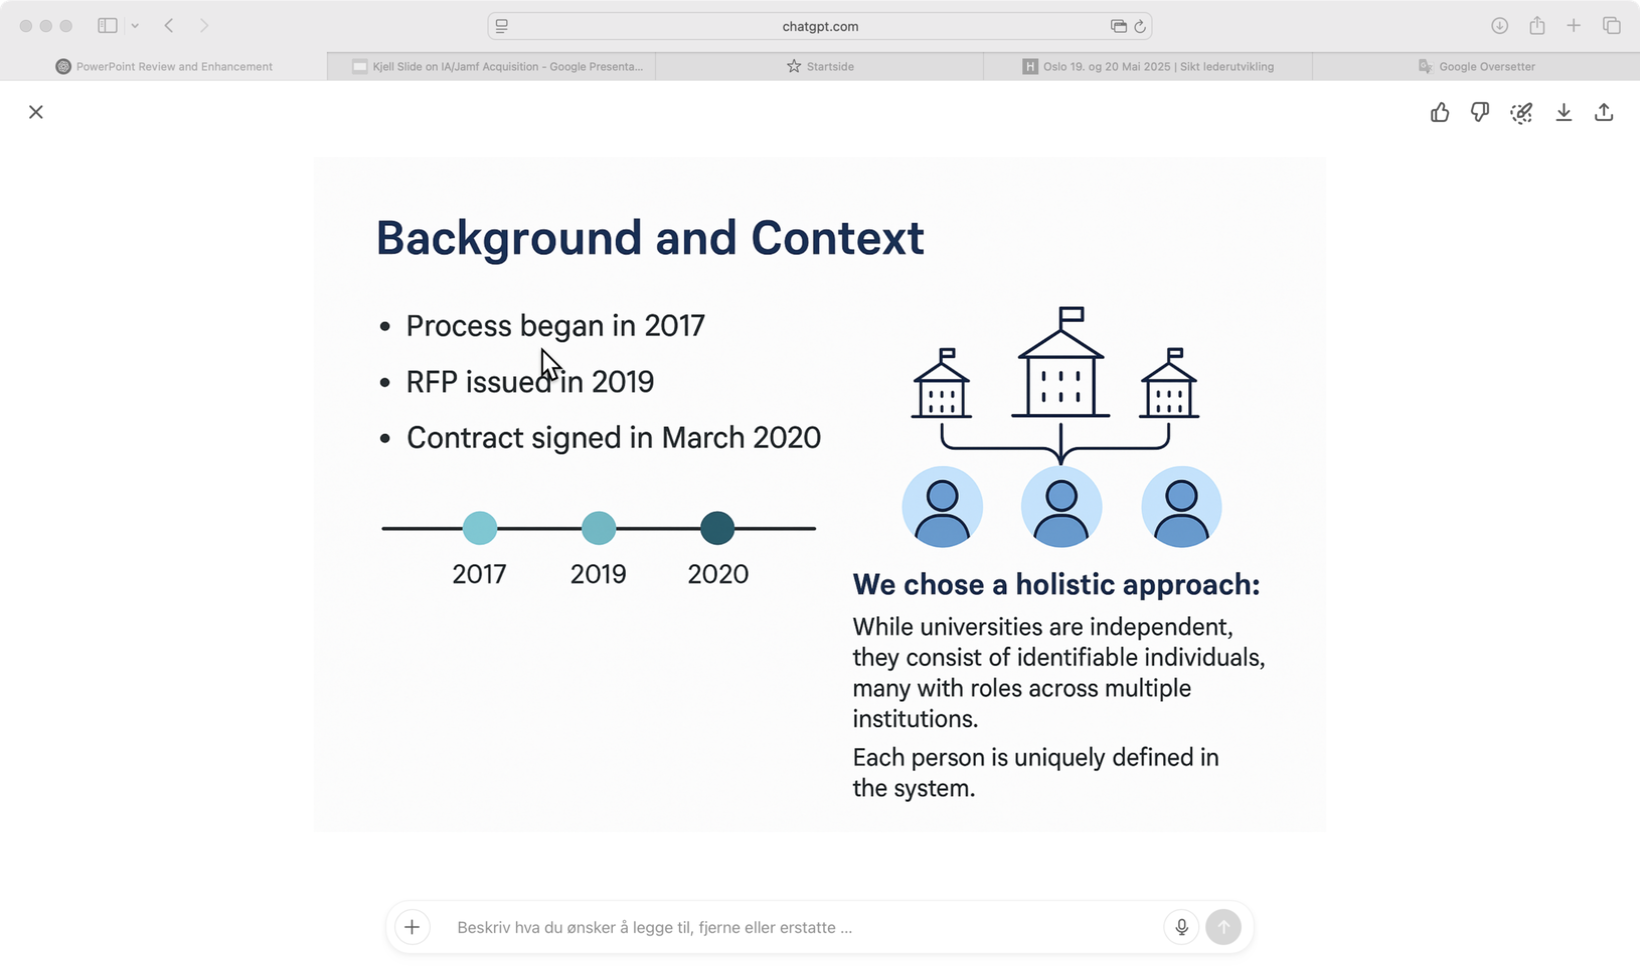 chatgpt.com
PowerPoint Review and Enhancement
Kjell Slide on IA/Jamf Acquisition - Google Presenta...
Startside
H Oslo 19. og 20 Mai 2025 | Sikt lederutvikling
Google Oversetter
Background and Context
• Process began in 2017
• RFP issued in 2019
• Contract signed in March 2020
2017 2019 2020
We chose a holistic approach:
While universities are independent,
they consist of identifiable individuals,
many with roles across multiple
institutions.
Each person is uniquely defined in
the system.
Beskriv hva du ønsker å legge til, fjerne eller erstatte ...